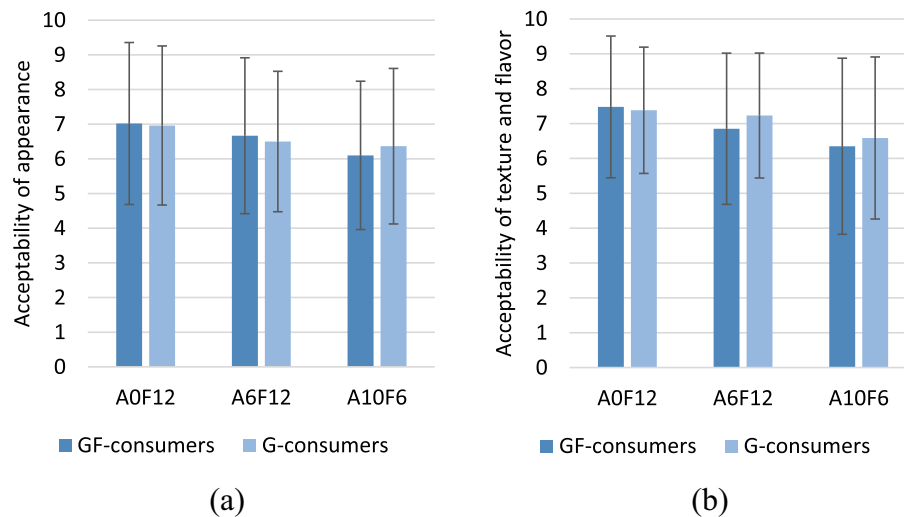 Acceptability of appearance
10
9
8
7
6
5
4
3
2
1
0
A0F12 A6F12 A10F6
GF-consumers G-consumers
(a)
Acceptability of texture and flavor
10
9
8
7
6
5
4
3
2
1
0
A0F12 A6F12 A10F6
GF-consumers G-consumers
(b)